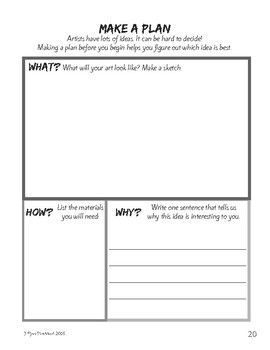 MAKE A PLAN
Artists have lots of ideas. It can be hard to decide!
Making a plan before you begin helps you figure out which idea is best.
WHAT? What will your art look like? Make a sketch:
HOW? List the materials
you will need:
WHY? Write one sentence that tells us
why this idea is interesting to you.
2015
20